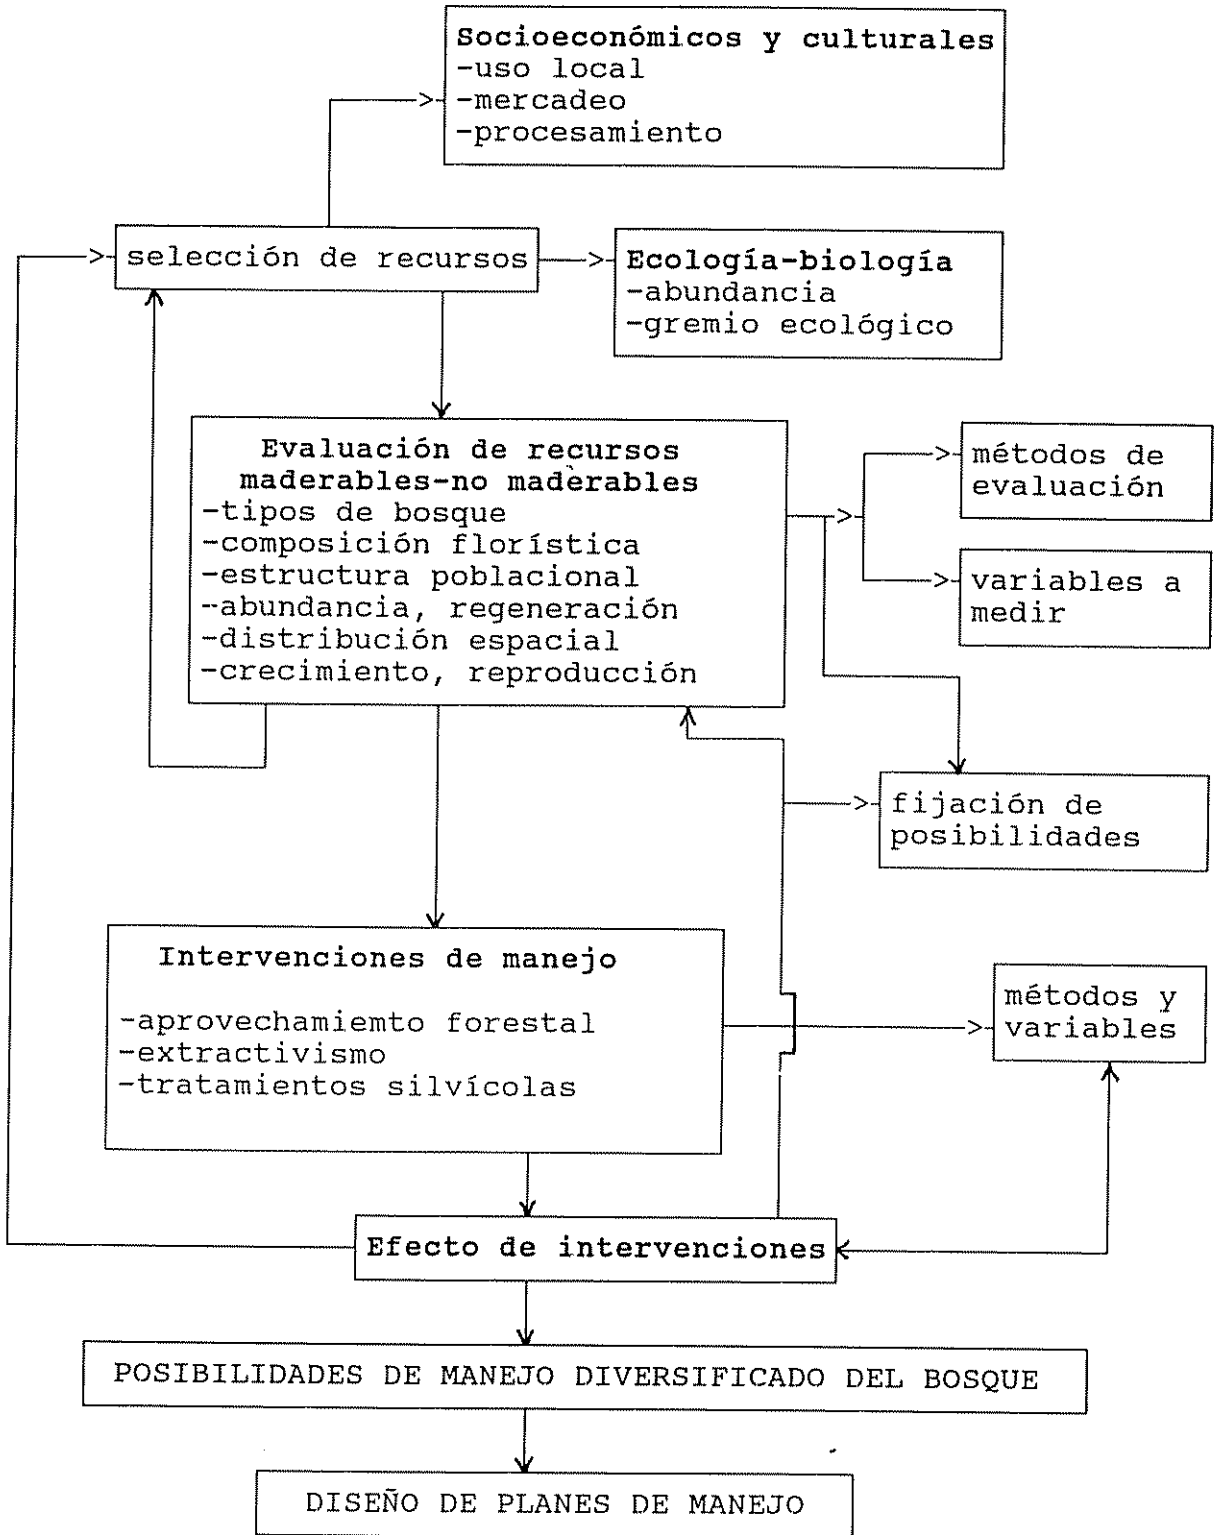 Socioeconómicos y culturales
-uso local
-mercadeo
-procesamiento
selección de recursos
Ecología-biología
-abundancia
-gremio ecológico
Evaluación de recursos
maderables-no maderables
-tipos de bosque
-composición florística
-estructura poblacional
-abundancia, regeneración
-distribución espacial
-crecimiento, reproducción
métodos de
evaluación
variables a
medir
fijación de
posibilidades
Intervenciones de manejo
-aprovechamiemto forestal
-extractivismo
-tratamientos silvícolas
métodos y
variables
Efecto de intervenciones
POSIBILIDADES DE MANEJO DIVERSIFICADO DEL BOSQUE
DISEÑO DE PLANES DE MANEJO